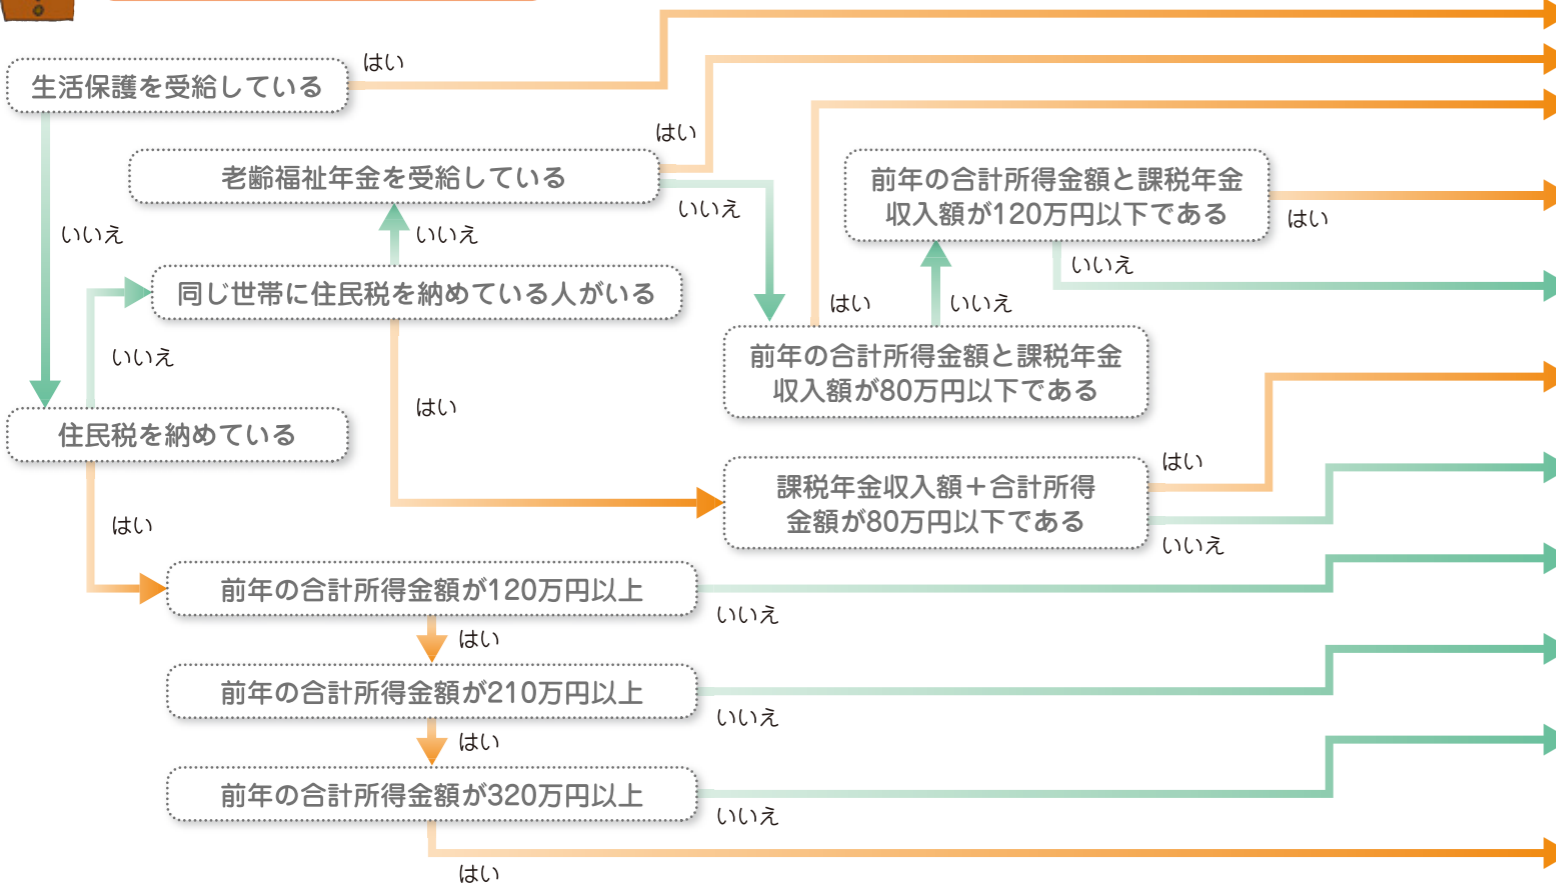 生活保護を受給している
はい
いいえ
老齢福祉年金を受給している
はい
いいえ
いいえ
同じ世帯に住民税を納めている人がいる
いいえ
はい
住民税を納めている
はい
前年の合計所得金額と課税年金
収入額が120万円以下である
はい
いいえ
はい
いいえ
前年の合計所得金額と課税年金
収入額が80万円以下である
課税年金収入額＋合計所得
金額が80万円以下である
はい
いいえ
前年の合計所得金額が120万円以上
いいえ
はい
前年の合計所得金額が210万円以上
いいえ
はい
前年の合計所得金額が320万円以上
いいえ
はい